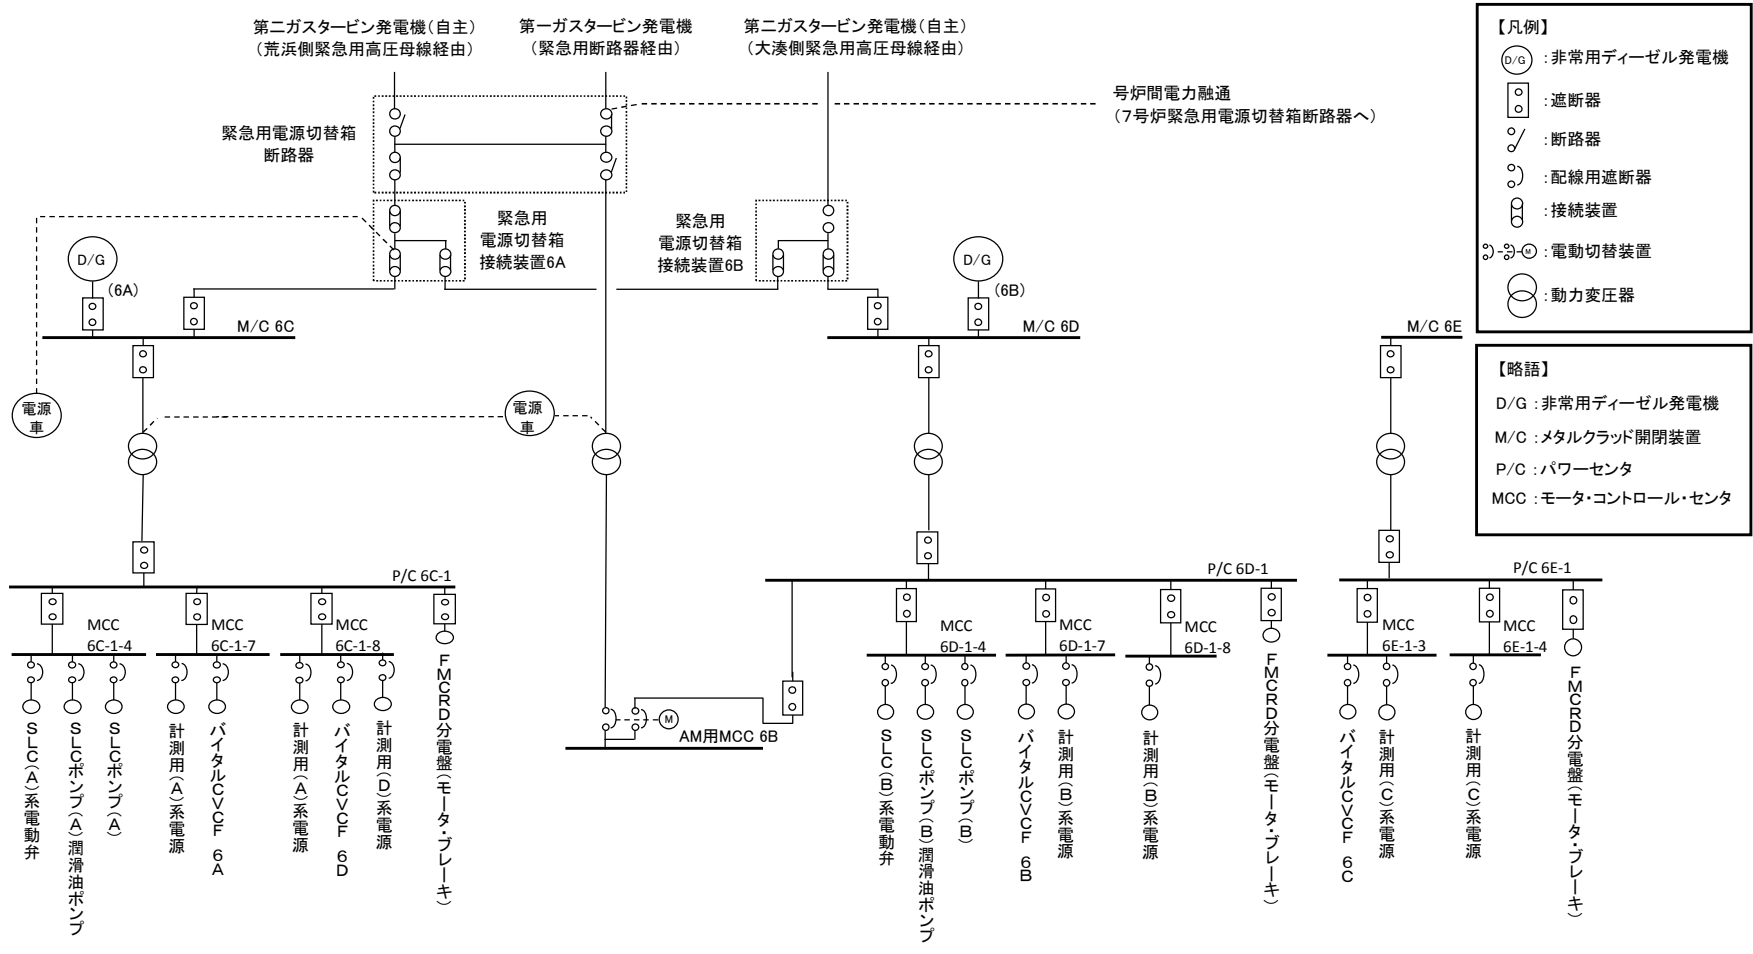 第二ガスタービン発電機(自主)
(荒浜側緊急用高圧母線経由)
第一ガスタービン発電機
(緊急用断路器経由)
第二ガスタービン発電機(自主)
(大湊側緊急用高圧母線経由)
緊急用電源切替箱
断路器
号炉間電力融通
(7号炉緊急用電源切替箱断路器へ)
緊急用
電源切替箱
接続装置6A
緊急用
電源切替箱
接続装置6B
D/G
(6A)
D/G
(6B)
M/C 6C
M/C 6D
M/C 6E
電源
車
電源
車
P/C 6C-1
P/C 6D-1
P/C 6E-1
MCC
6C-1-4
MCC
6C-1-7
MCC
6C-1-8
MCC
6D-1-4
MCC
6D-1-7
MCC
6D-1-8
MCC
6E-1-3
MCC
6E-1-4
M
AM用MCC 6B
SLC(A)系電動弁
SLCポンプ(A)潤滑油ポンプ
SLCポンプ(A)
計測用(A)系電源
バイタルCVCF 6A
計測用(A)系電源
バイタルCVCF 6D
計測用(D)系電源
FMCRD分電盤(モータ・ブレーキ)
SLC(B)系電動弁
SLCポンプ(B)潤滑油ポンプ
SLCポンプ(B)
バイタルCVCF 6B
計測用(B)系電源
計測用(B)系電源
FMCRD分電盤(モータ・ブレーキ)
バイタルCVCF 6C
計測用(C)系電源
計測用(C)系電源
FMCRD分電盤(モータ・ブレーキ)
【凡例】
D/G :非常用ディーゼル発電機
:遮断器
:断路器
:配線用遮断器
:接続装置
M :電動切替装置
:動力変圧器
【略語】
D/G :非常用ディーゼル発電機
M/C :メタルクラッド開閉装置
P/C :パワーセンタ
MCC :モータ・コントロール・センタ